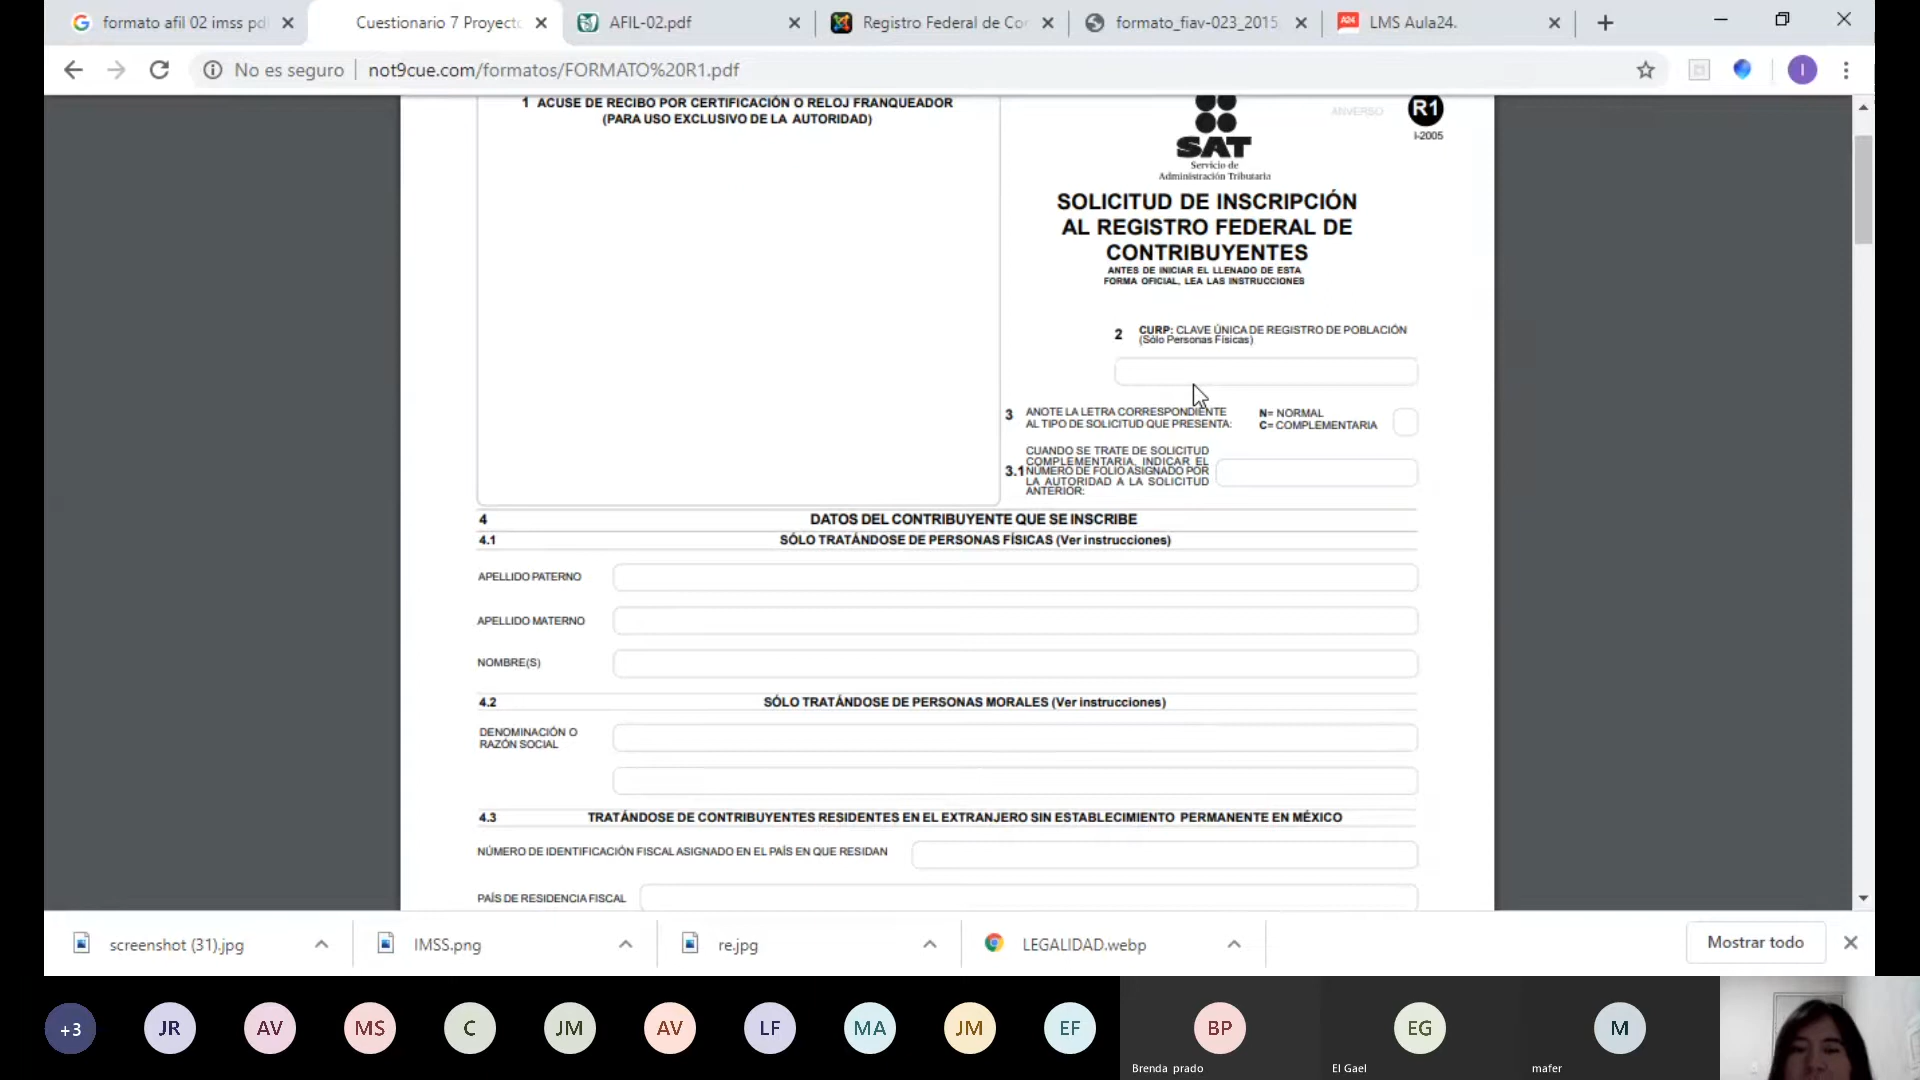 formato afil 02 imss pd
Cuestionario 7 Proyecto
AFIL-02.pdf
Registro Federal de Co
formato_fiav-023_2015
A24
LMS Aula24.
No es seguro
not9cue.com/formatos/FORMATO%20R1.pdf
I
1 ACUSE DE RECIBO POR CERTIFICACIÓN O RELOJ FRANQUEADOR
(PARA USO EXCLUSIVO DE LA AUTORIDAD)
ANVERSO
R1
I-2005
SAT
Servicio de
Administración Tributaria
SOLICITUD DE INSCRIPCIÓN
AL REGISTRO FEDERAL DE
CONTRIBUYENTES
ANTES DE INICIAR EL LLENADO DE ESTA
FORMA OFICIAL, LEA LAS INSTRUCCIONES
2 CURP: CLAVE ÚNICA DE REGISTRO DE POBLACIÓN
(Sólo Personas Físicas)
3 ANOTE LA LETRA CORRESPONDIENTE
AL TIPO DE SOLICITUD QUE PRESENTA:
N= NORMAL
C= COMPLEMENTARIA
3.1 CUANDO SE TRATE DE SOLICITUD
COMPLEMENTARIA, INDICAR EL
NÚMERO DE FOLIO ASIGNADO POR
LA AUTORIDAD A LA SOLICITUD
ANTERIOR:
4 DATOS DEL CONTRIBUYENTE QUE SE INSCRIBE
4.1 SÓLO TRATÁNDOSE DE PERSONAS FÍSICAS (Ver instrucciones)
APELLIDO PATERNO
APELLIDO MATERNO
NOMBRE(S)
4.2 SÓLO TRATÁNDOSE DE PERSONAS MORALES (Ver instrucciones)
DENOMINACIÓN O
RAZÓN SOCIAL
4.3 TRATÁNDOSE DE CONTRIBUYENTES RESIDENTES EN EL EXTRANJERO SIN ESTABLECIMIENTO PERMANENTE EN MÉXICO
NÚMERO DE IDENTIFICACIÓN FISCAL ASIGNADO EN EL PAÍS EN QUE RESIDAN
PAÍS DE RESIDENCIA FISCAL
screenshot (31).jpg
IMSS.png
re.jpg
LEGALIDAD.webp
Mostrar todo
+3
JR
AV
MS
C
JM
AV
LF
MA
JM
EF
BP
EG
M
Brenda prado
El Gael
mafer